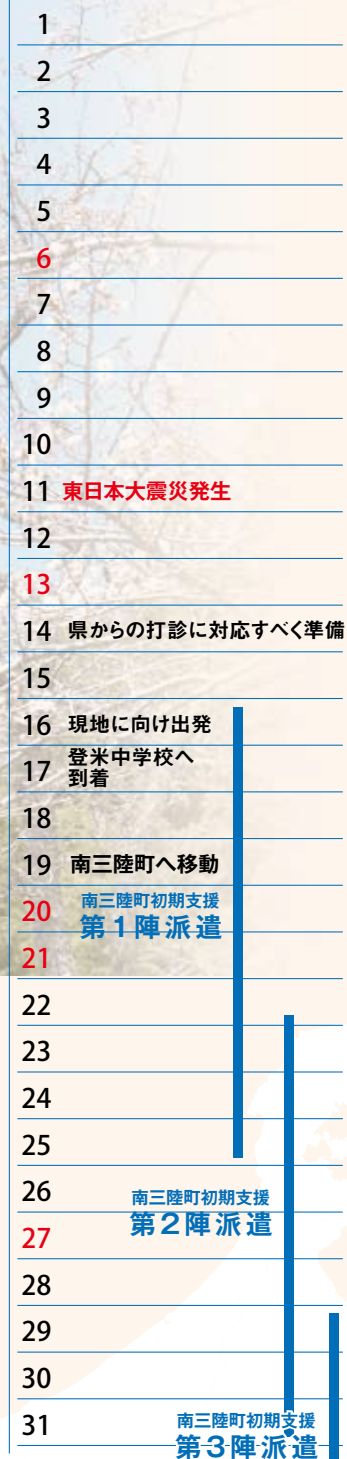 1
2
3
4
5
6
7
8
9
10
11 東日本大震災発生
12
13
14 県からの打診に対応すべく準備
15
16 現地に向け出発
17 登米中学校へ
到着
18
19 南三陸町へ移動
20 南三陸町初期支援
第1陣派遣
21
22
23
24
25
26 南三陸町初期支援
第2陣派遣
27
28
29
30
31 南三陸町初期支援
第3陣派遣